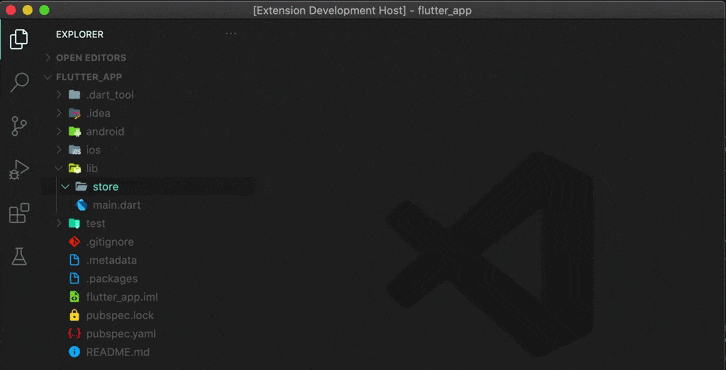 [Extension Development Host] - flutter_app
EXPLORER
OPEN EDITORS
FLUTTER_APP
.dart_tool
.idea
android
ios
lib
store
main.dart
test
.gitignore
.metadata
.packages
flutter_app.iml
pubspec.lock
pubspec.yaml
README.md